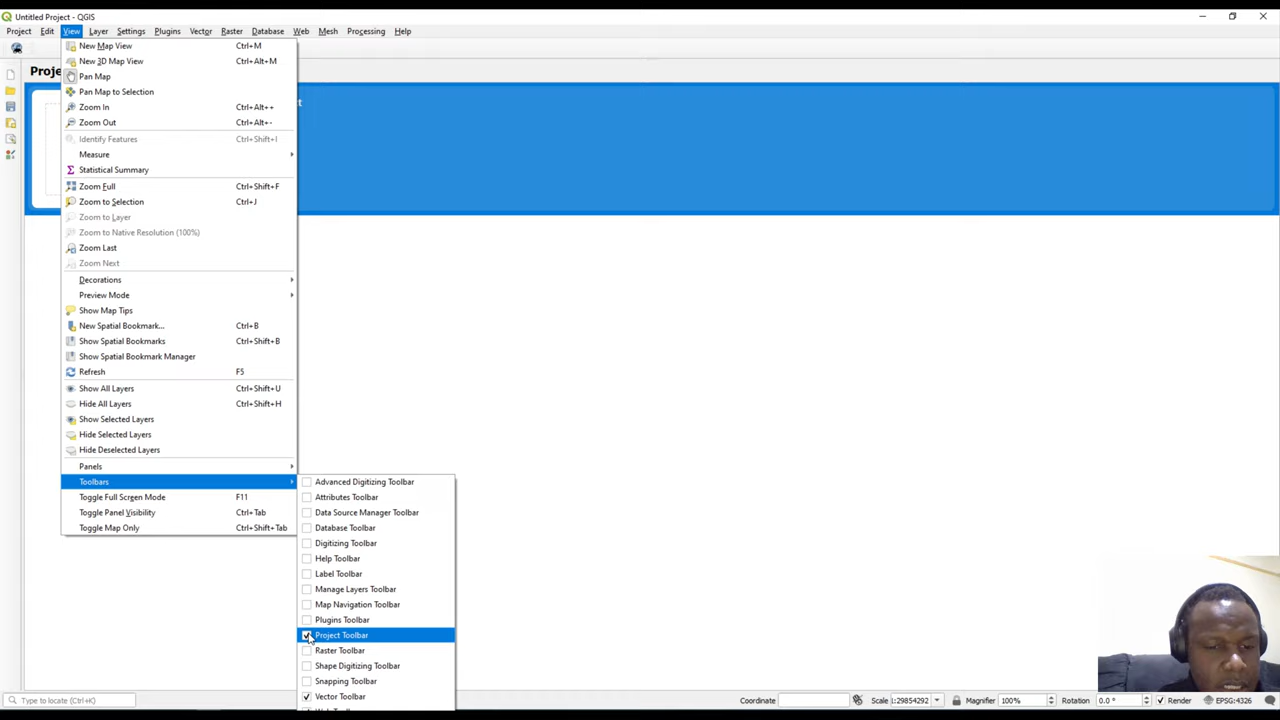 Untitled Project - QGIS
Project Edit View Layer Settings Plugins Vector Raster Database Web Mesh Processing Help
New Map View Ctrl+M
New 3D Map View Ctrl+Alt+M
Pan Map
Pan Map to Selection
Zoom In Ctrl+Alt++
Zoom Out Ctrl+Alt+-
Identify Features Ctrl+Shift+I
Measure
Statistical Summary
Zoom Full Ctrl+Shift+F
Zoom to Selection Ctrl+J
Zoom to Layer
Zoom to Native Resolution (100%)
Zoom Last
Zoom Next
Decorations
Preview Mode
Show Map Tips
New Spatial Bookmark... Ctrl+B
Show Spatial Bookmarks Ctrl+Shift+B
Show Spatial Bookmark Manager
Refresh F5
Show All Layers Ctrl+Shift+U
Hide All Layers Ctrl+Shift+H
Show Selected Layers
Hide Selected Layers
Hide Deselected Layers
Panels
Toolbars
Toggle Full Screen Mode F11
Toggle Panel Visibility Ctrl+Tab
Toggle Map Only Ctrl+Shift+Tab
Advanced Digitizing Toolbar
Attributes Toolbar
Data Source Manager Toolbar
Database Toolbar
Digitizing Toolbar
Help Toolbar
Label Toolbar
Manage Layers Toolbar
Map Navigation Toolbar
Plugins Toolbar
Project Toolbar
Raster Toolbar
Shape Digitizing Toolbar
Snapping Toolbar
Vector Toolbar
Type to locate (Ctrl+K) Coordinate Scale 1:29854292 Magnifier 100% Rotation 0.0 ° Render EPSG:4326